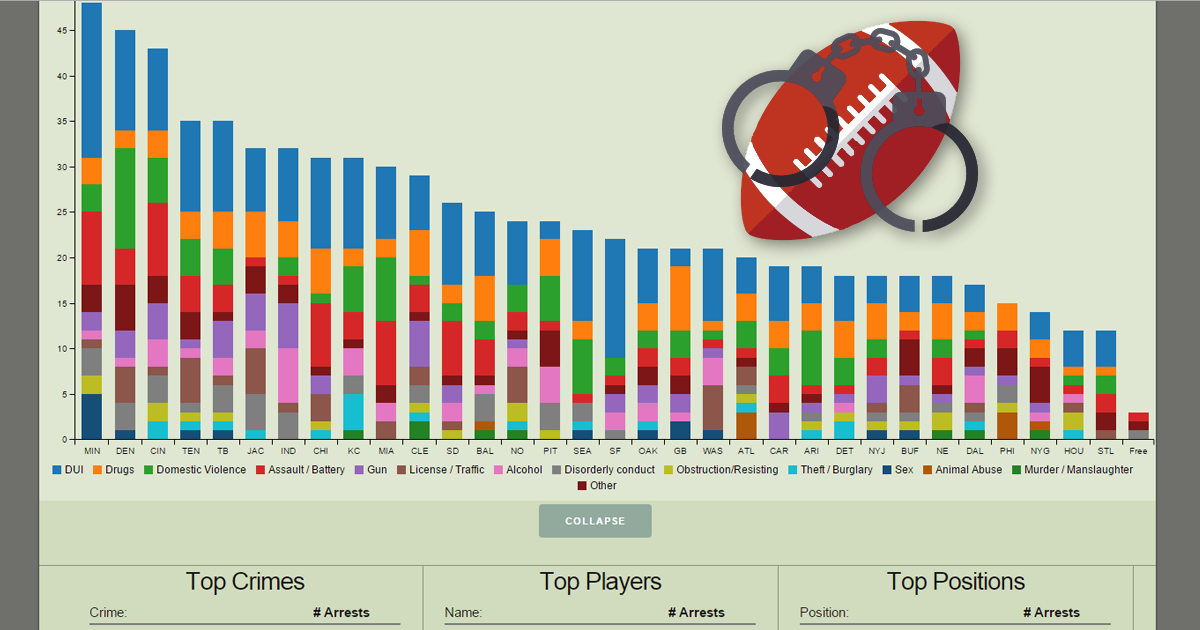 45
40
35
30
25
20
15
10
5
0
MIN DEN CIN TEN TB JAC IND CHI KC MIA CLE SD BAL NO PIT SEA SF OAK GB WAS ATL CAR ARI DET NYJ BUF NE DAL PHI NYG HOU STL Free
DUI Drugs Domestic Violence Assault / Battery Gun License / Traffic Alcohol Disorderly conduct Obstruction/Resisting Theft / Burglary Sex Animal Abuse Murder / Manslaughter
Other
COLLAPSE
Top Crimes Top Players Top Positions
Crime: # Arrests Name: # Arrests Position: # Arrests